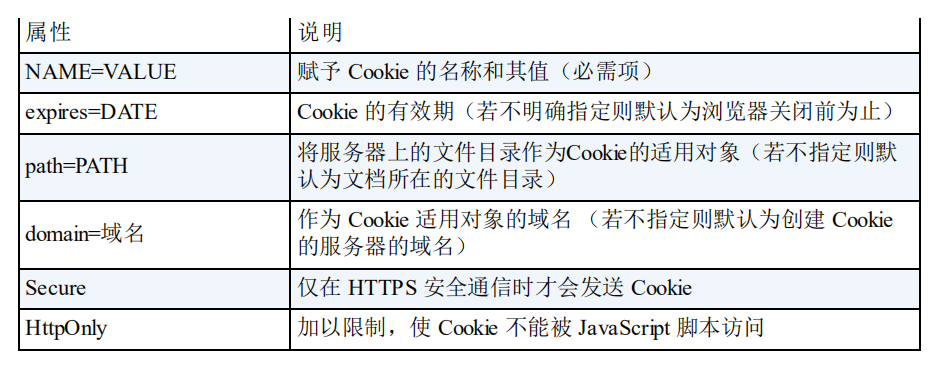 属性 说明
NAME=VALUE 赋予 Cookie 的名称和其值（必需项）
expires=DATE Cookie 的有效期（若不明确指定则默认为浏览器关闭前为止）
path=PATH 将服务器上的文件目录作为Cookie的适用对象（若不指定则默
认为文档所在的文件目录）
domain=域名 作为 Cookie 适用对象的域名 （若不指定则默认为创建 Cookie
的服务器的域名）
Secure 仅在 HTTPS 安全通信时才会发送 Cookie
HttpOnly 加以限制，使 Cookie 不能被 JavaScript 脚本访问